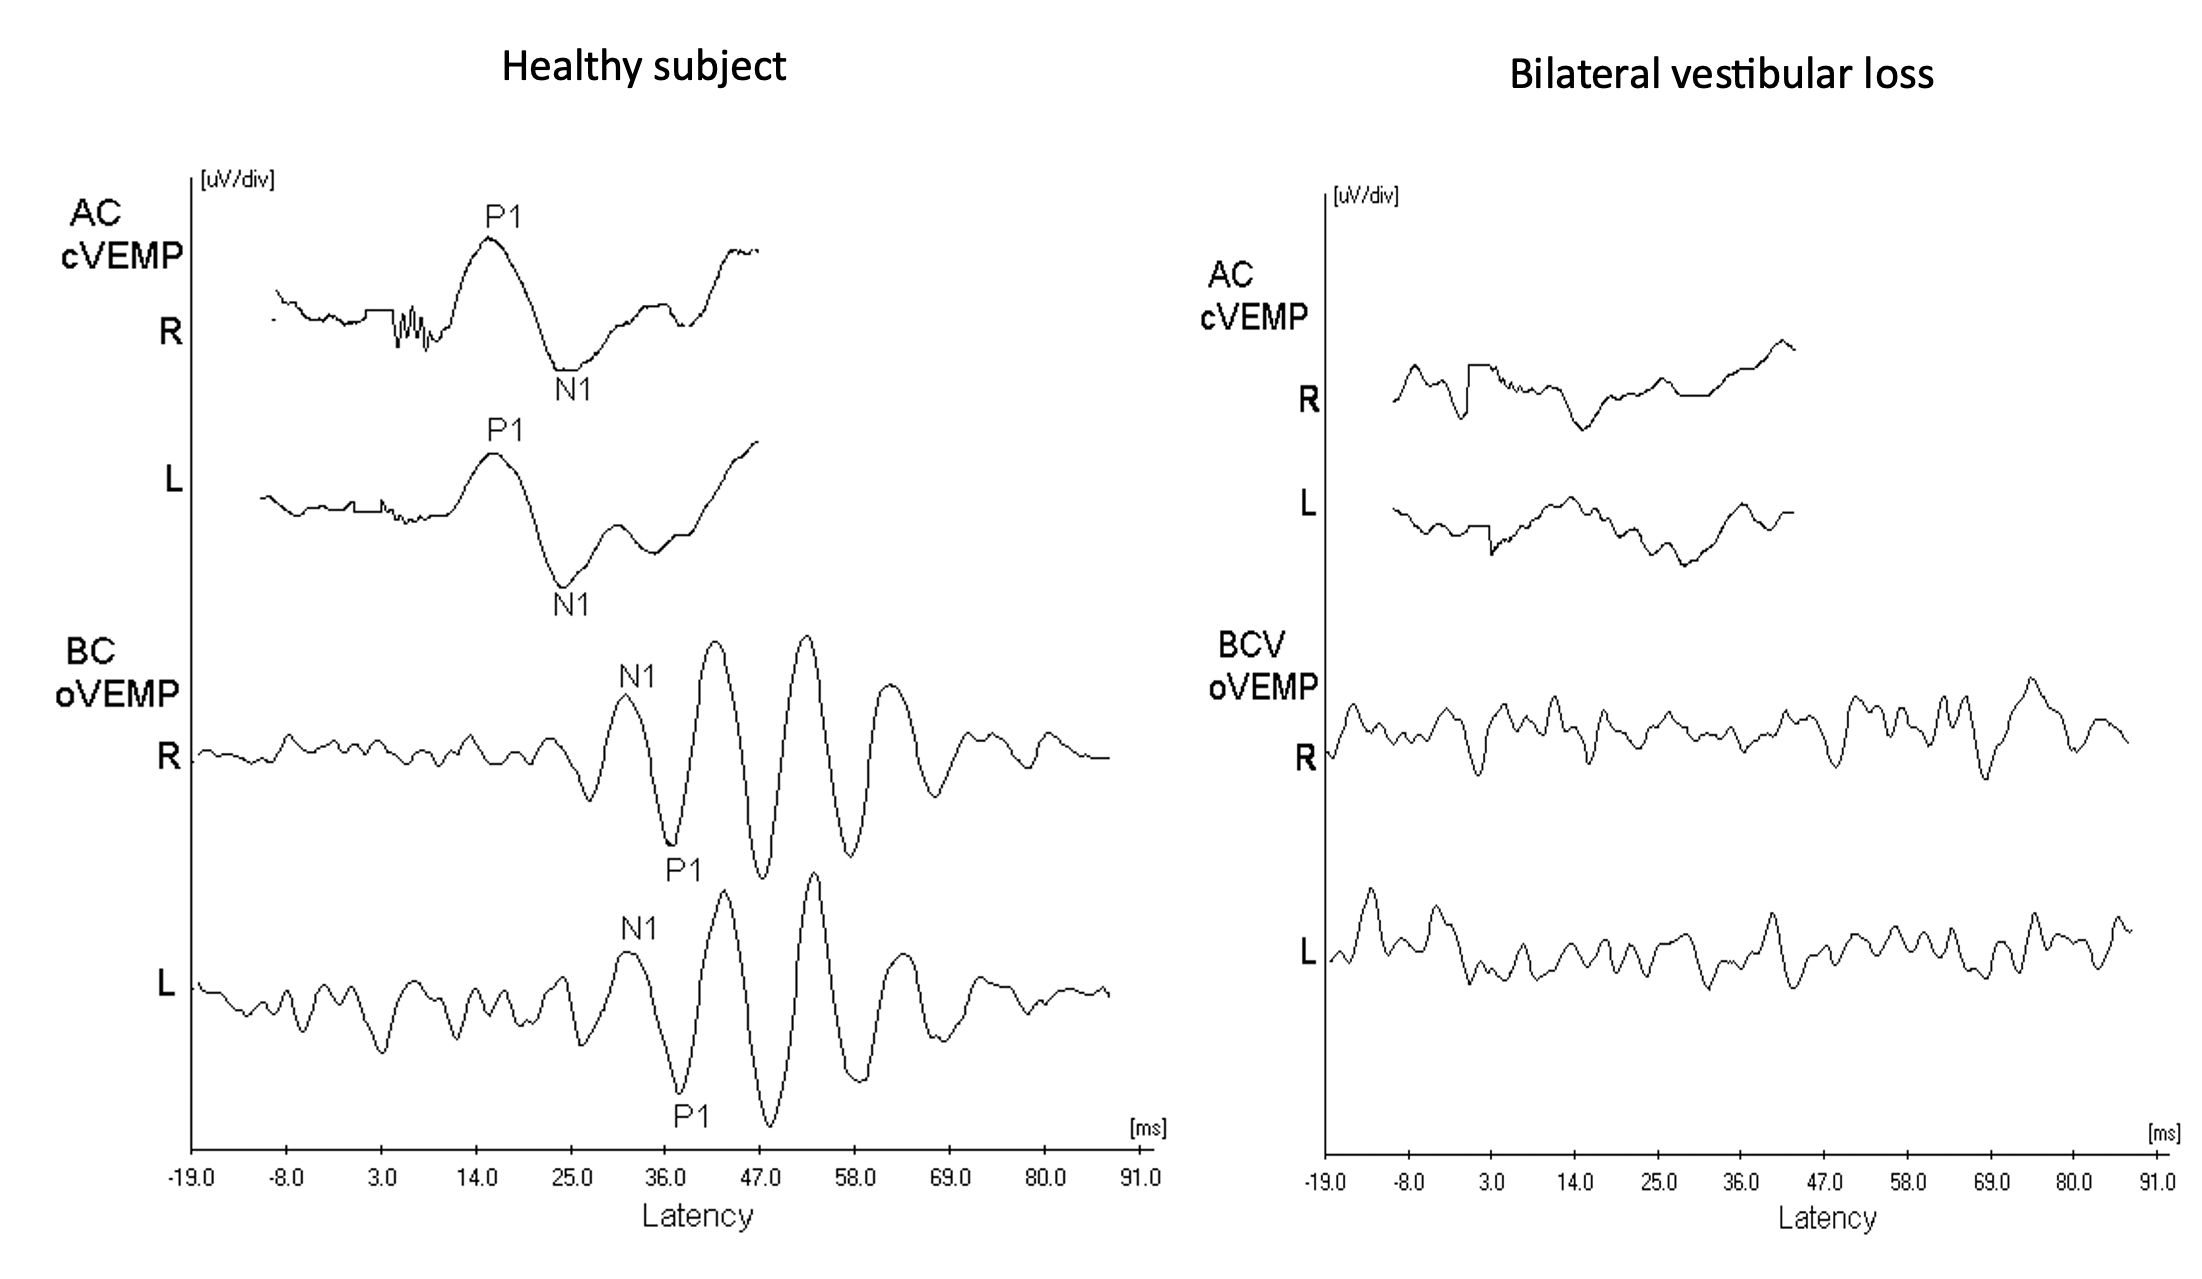 Healthy subject
[uV/div]
AC
cVEMP
P1
R
N1
P1
L
N1
BC
oVEMP
N1
R
P1
N1
L
P1
[ms]
-19.0 -8.0 3.0 14.0 25.0 36.0 47.0 58.0 69.0 80.0 91.0
Latency
Bilateral vestibular loss
[uV/div]
AC
cVEMP
R
L
BCV
oVEMP
R
L
[ms]
-19.0 -8.0 3.0 14.0 25.0 36.0 47.0 58.0 69.0 80.0 91.0
Latency